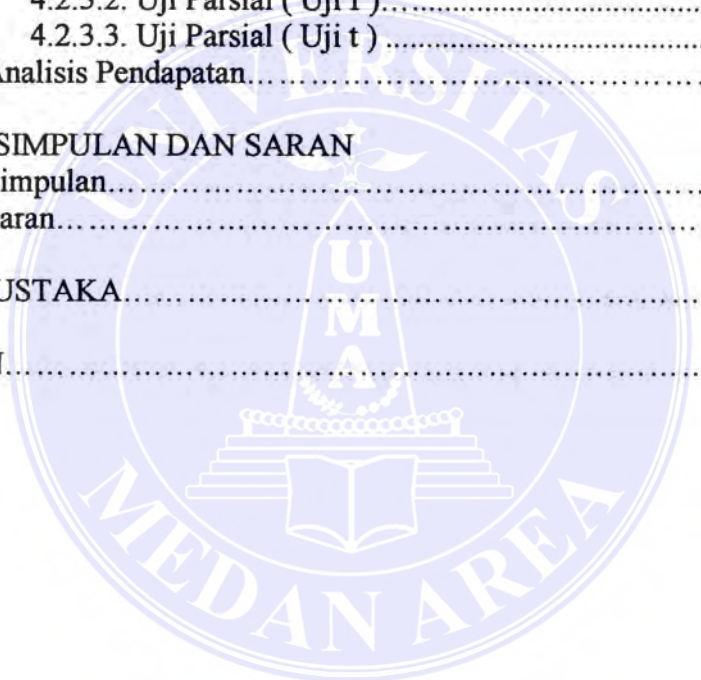 4.2.3.2. Uji Parsial ( Uji F )
4.2.3.3. Uji Parsial ( Uji t )
Analisis Pendapatan
SIMPULAN DAN SARAN
impulan
aran
USTAKA
UNIVERSITAS
UMA
MEDAN AREA